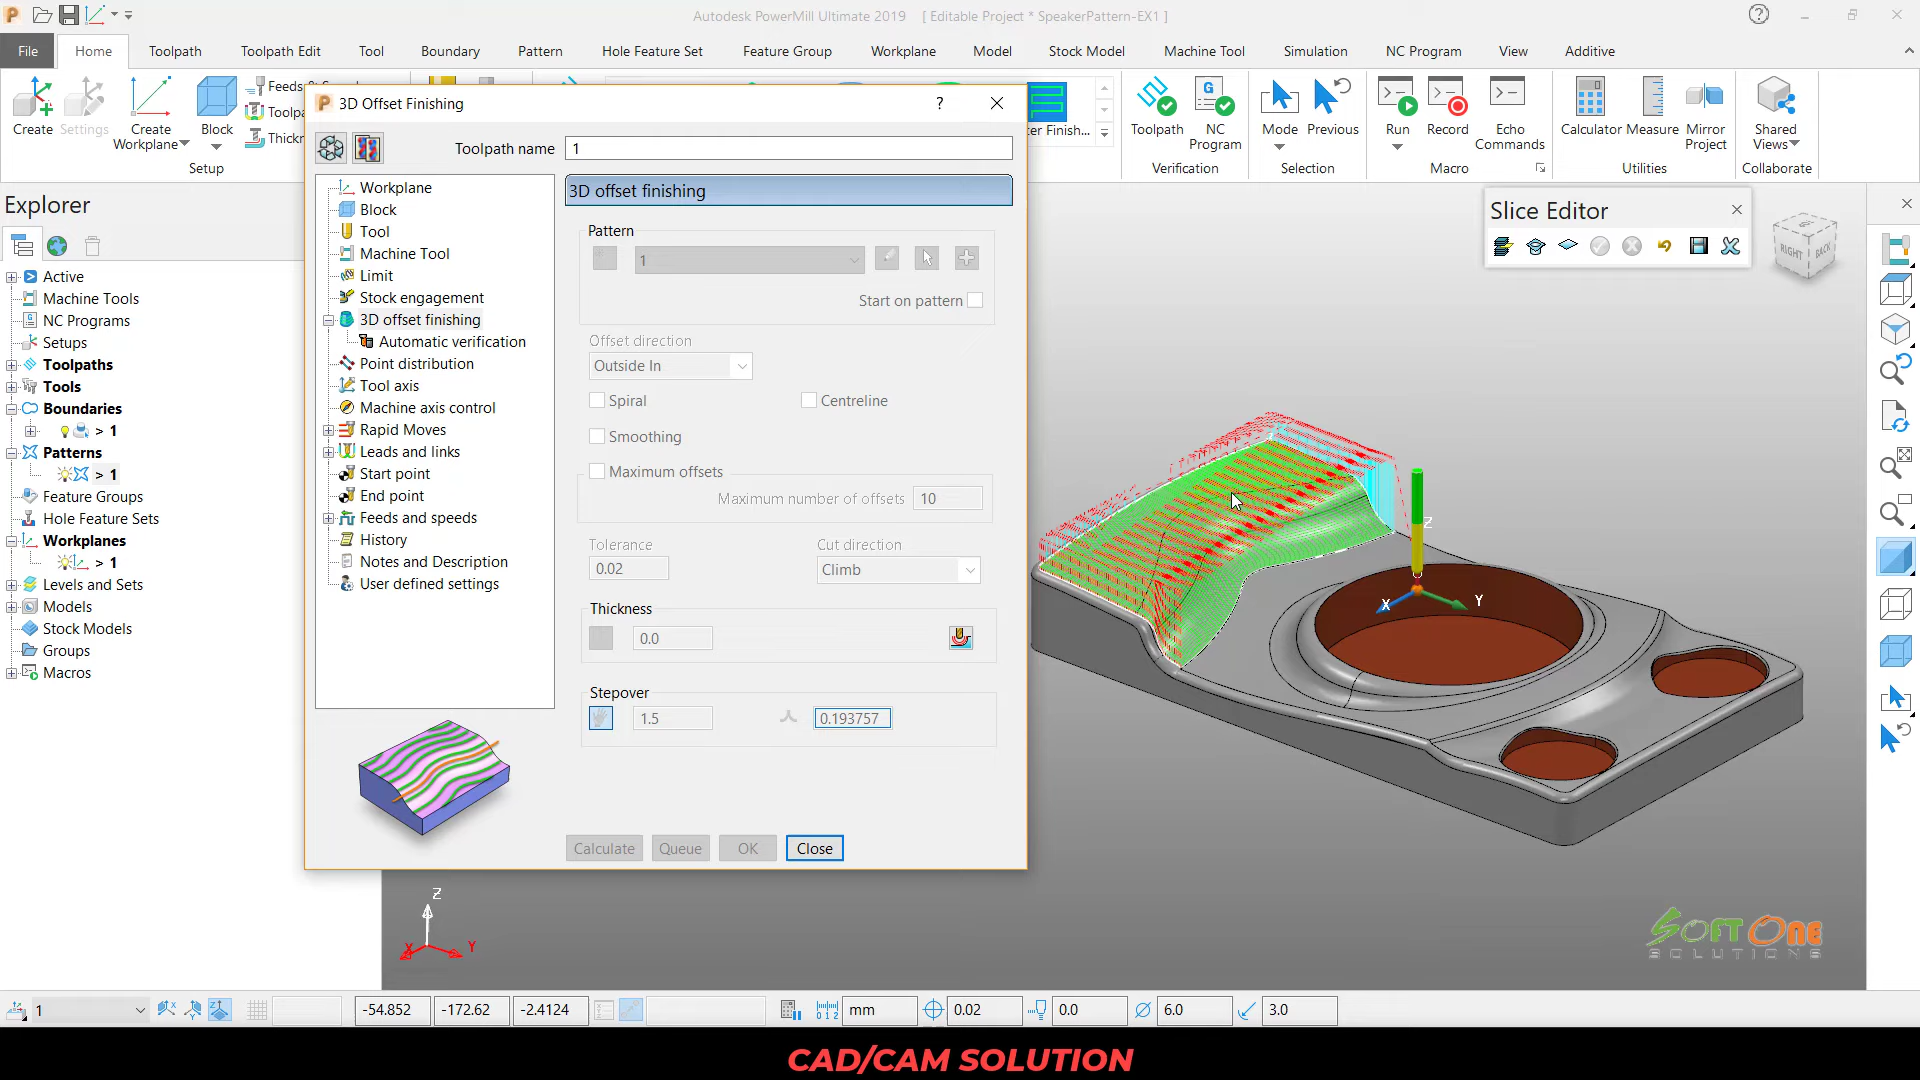 Autodesk PowerMill Ultimate 2019    [ Editable Project * SpeakerPattern-EX1 ]
File Home Toolpath Toolpath Edit Tool Boundary Pattern Hole Feature Set Feature Group Workplane Model Stock Model Machine Tool Simulation NC Program View Additive
Create
Settings
Create Workplane
Block
Feeds &
Toolpa
Thickn
Setup
Finish...
Toolpath
NC Program
Verification
Mode
Previous
Selection
Run
Record
Echo Commands
Macro
Calculator
Measure
Mirror Project
Utilities
Shared Views
Collaborate
Explorer
Active
Machine Tools
NC Programs
Setups
Toolpaths
Tools
Boundaries
> 1
Patterns
> 1
Feature Groups
Hole Feature Sets
Workplanes
> 1
Levels and Sets
Models
Stock Models
Groups
Macros
3D Offset Finishing
?
Toolpath name 1
Workplane
Block
Tool
Machine Tool
Limit
Stock engagement
3D offset finishing
Automatic verification
Point distribution
Tool axis
Machine axis control
Rapid Moves
Leads and links
Start point
End point
Feeds and speeds
History
Notes and Description
User defined settings
3D offset finishing
Pattern
1
Start on pattern
Offset direction
Outside In
Spiral
Centreline
Smoothing
Maximum offsets
Maximum number of offsets 10
Tolerance
0.02
Cut direction
Climb
Thickness
0.0
Stepover
1.5
0.193757
Calculate Queue OK Close
Slice Editor
RIGHT BACK
Z
X
Y
Z
X
Y
SOFTONE
SOLUTIONS
1 -54.852 -172.62 -2.4124 mm 0.02 0.0 6.0 3.0
CAD/CAM SOLUTION